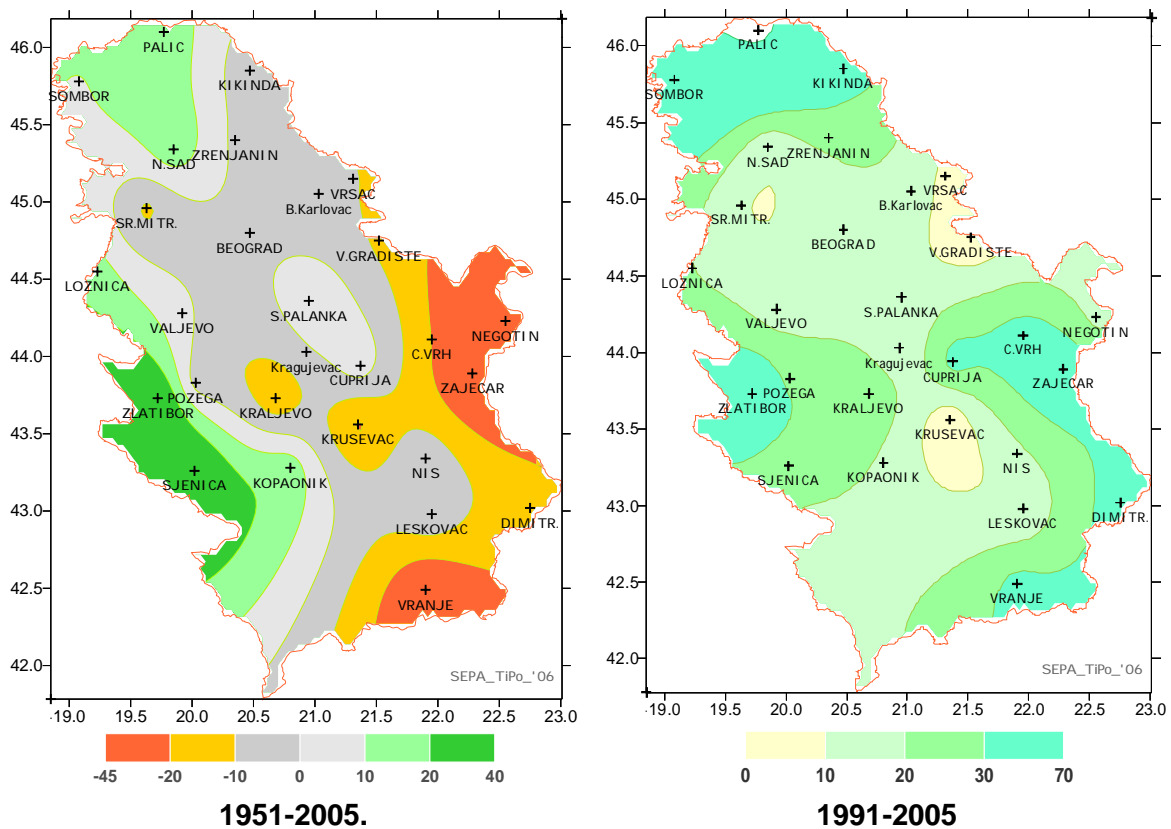 46.0
45.5
45.0
44.5
44.0
43.5
43.0
42.5
42.0
PALIC
SOMBOR
KIKINDA
N.SAD
ZRENJANIN
VRSAC
B.Karlovac
SR.MITR.
BEOGRAD
V.GRADISTE
LOZNICA
VALJEVO
S.PALANKA
NEGOTIN
C.VRH
Kragujevac
CUPRIJA
ZAJECAR
POZEGA
ZLATIBOR
KRALJEVO
KRUSEVAC
SJENICA
KOPAONIK
NIS
DIMITR.
LESKOVAC
VRANJE
SEPA_TiPo_'06
19.0 19.5 20.0 20.5 21.0 21.5 22.0 22.5 23.0
-45 -20 -10 0 10 20 40
1951-2005.
46.0
45.5
45.0
44.5
44.0
43.5
43.0
42.5
42.0
PALIC
SOMBOR
KIKINDA
N.SAD
ZRENJANIN
VRSAC
B.Karlovac
SR.MITR.
BEOGRAD
V.GRADISTE
LOZNICA
VALJEVO
S.PALANKA
NEGOTIN
C.VRH
Kragujevac
CUPRIJA
ZAJECAR
POZEGA
ZLATIBOR
KRALJEVO
KRUSEVAC
SJENICA
KOPAONIK
NIS
DIMITR.
LESKOVAC
VRANJE
SEPA_TiPo_'06
19.0 19.5 20.0 20.5 21.0 21.5 22.0 22.5 23.0
0 10 20 30 70
1991-2005